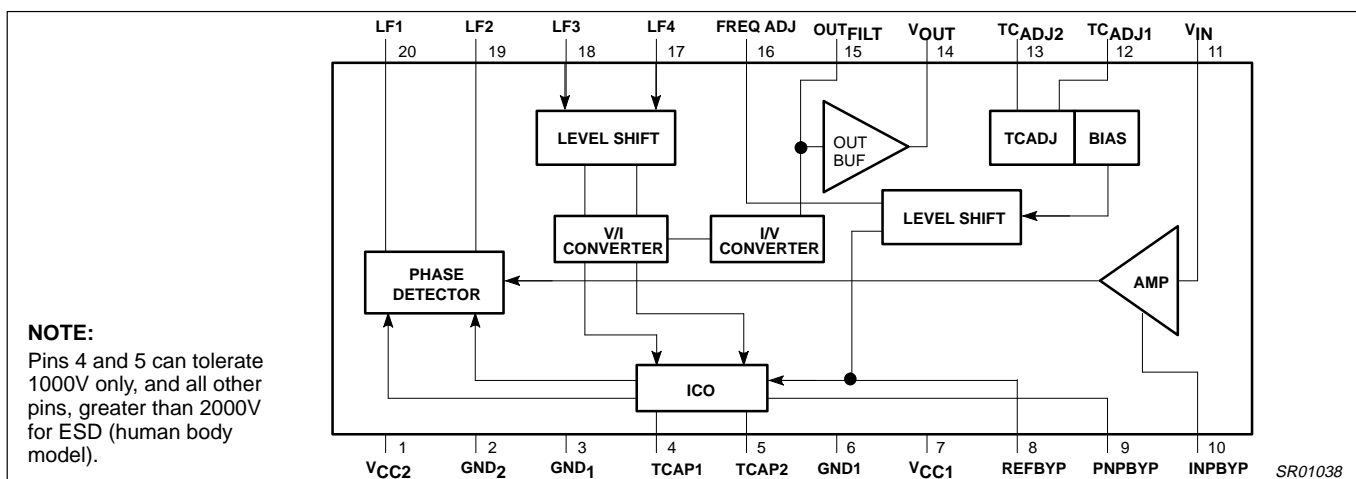 LF1 LF2 LF3 LF4 FREQ ADJ OUTFILT VOUT TCADJ2 TCADJ1 VIN
20 19 18 17 16 15 14 13 12 11
LEVEL SHIFT
OUT
BUF
TCADJ BIAS
LEVEL SHIFT
V/I
CONVERTER
I/V
CONVERTER
PHASE
DETECTOR
AMP
ICO
NOTE:
Pins 4 and 5 can tolerate
1000V only, and all other
pins, greater than 2000V
for ESD (human body
model).
1 2 3 4 5 6 7 8 9 10
VCC2 GND2 GND1 TCAP1 TCAP2 GND1 VCC1 REFBYP PNPBYP INPBYP
SR01038